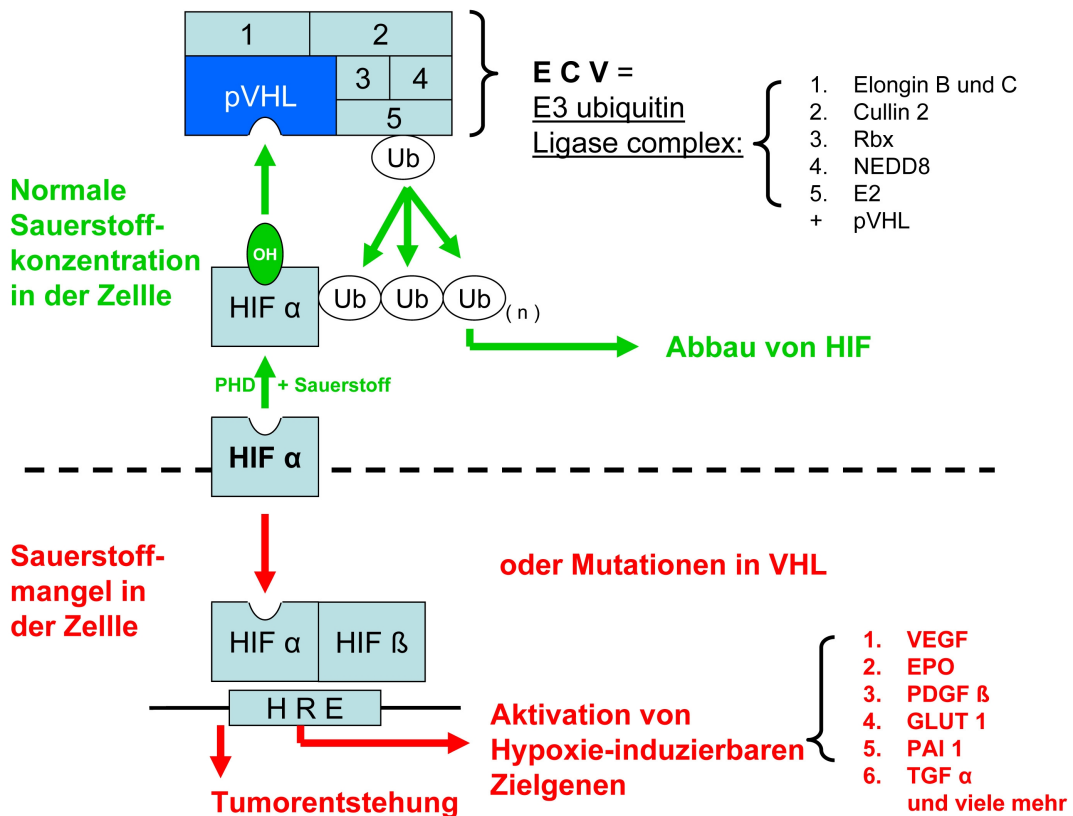 1
2
pVHL
3
4
5
Ub
E C V =
E3 ubiquitin
Ligase complex:
1. Elongin B und C
2. Cullin 2
3. Rbx
4. NEDD8
5. E2
+ pVHL
Normale
Sauerstoff-
konzentration
in der Zellle
OH
HIF α
Ub Ub Ub ( n )
Abbau von HIF
PHD + Sauerstoff
HIF α
Sauerstoff-
mangel in
der Zellle
oder Mutationen in VHL
HIF α HIF ß
H R E
Aktivation von
Hypoxie-induzierbaren
Zielgenen
1. VEGF
2. EPO
3. PDGF ß
4. GLUT 1
5. PAI 1
6. TGF α
und viele mehr
Tumorentstehung